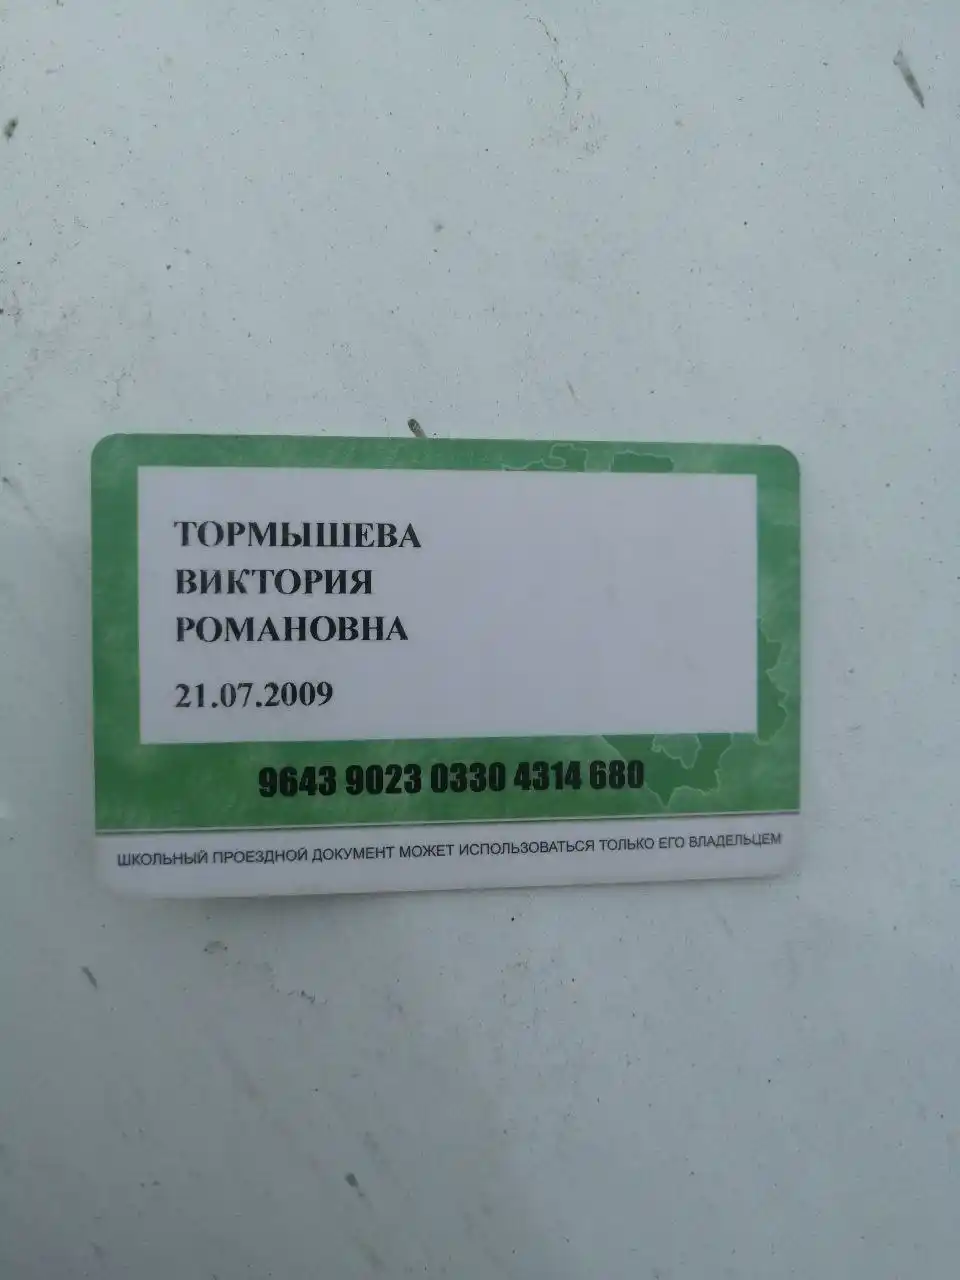 ТОРМЫШЕВА
ВИКТОРИЯ
РОМАНОВНА
21.07.2009
9643 9023 0330 4314 680
ШКОЛЬНЫЙ ПРОЕЗДНОЙ ДОКУМЕНТ МОЖЕТ ИСПОЛЬЗОВАТЬСЯ ТОЛЬКО ЕГО ВЛАДЕЛЬЦЕМ